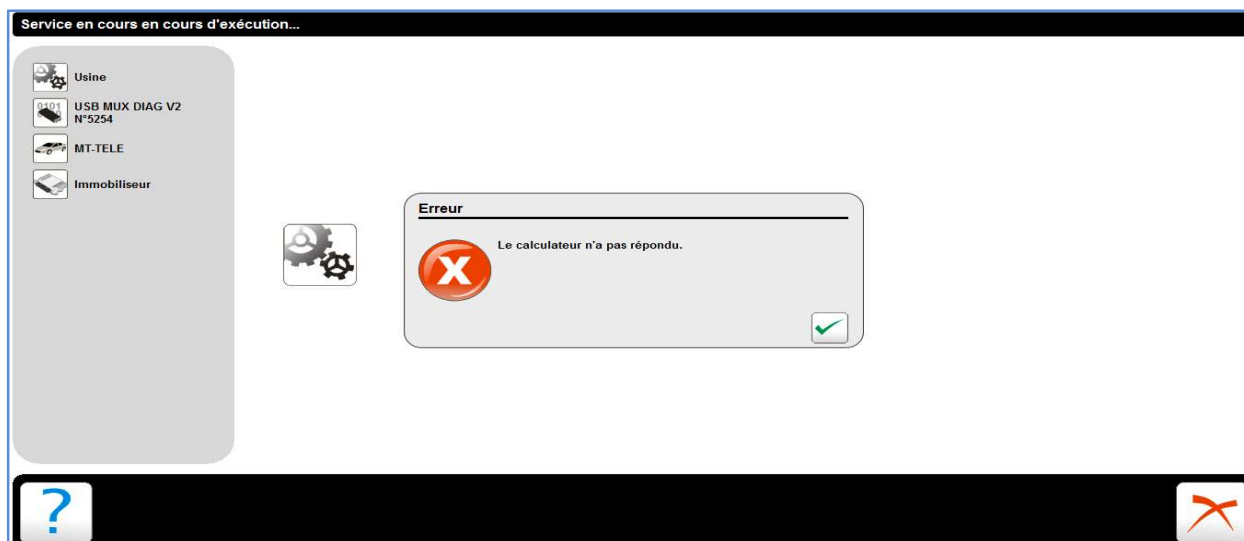 Service en cours en cours d'exécution...
Usine
USB MUX DIAG V2
N°5254
MT-TELE
Immobiliseur
Erreur
Le calculateur n'a pas répondu.
X
?